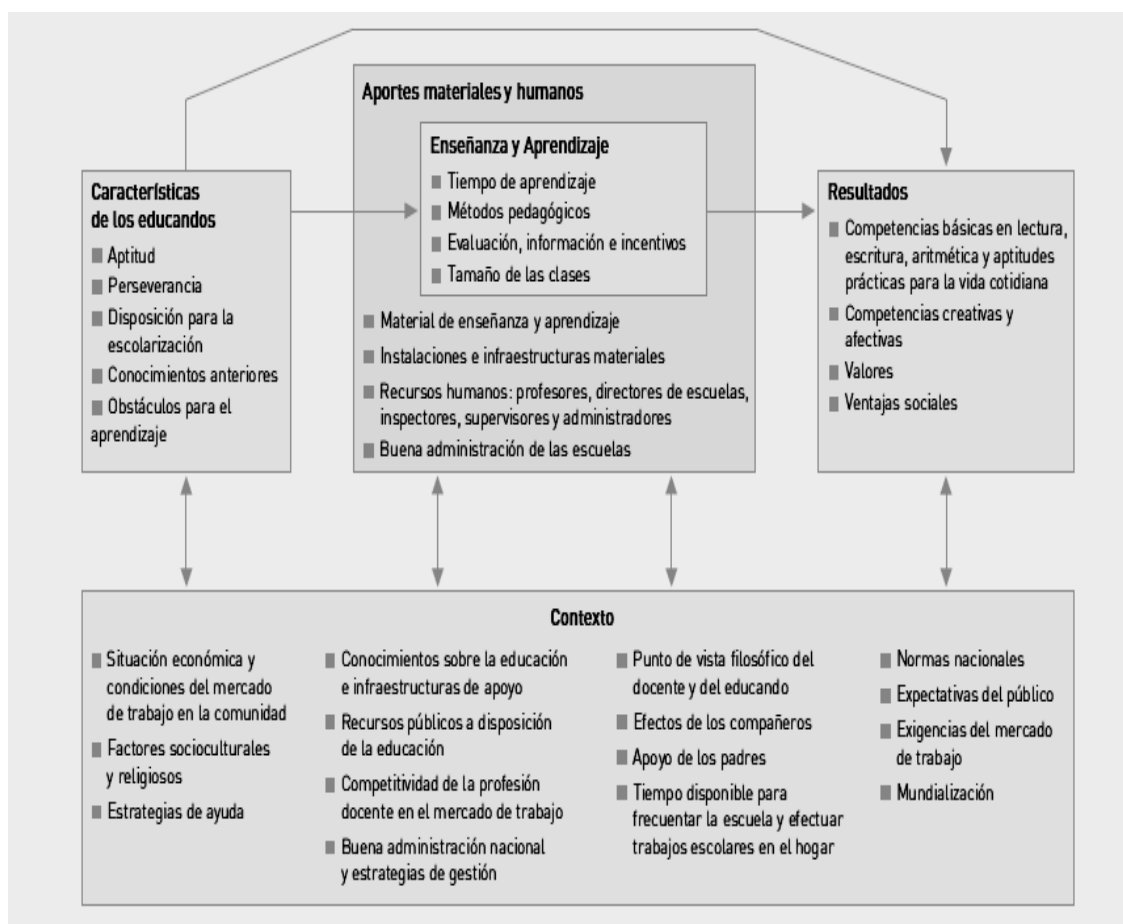 Aportes materiales y humanos
Enseñanza y Aprendizaje
Tiempo de aprendizaje
Métodos pedagógicos
Evaluación, información e incentivos
Tamaño de las clases
Material de enseñanza y aprendizaje
Instalaciones e infraestructuras materiales
Recursos humanos: profesores, directores de escuelas,
inspectores, supervisores y administradores
Buena administración de las escuelas
Características
de los educandos
Aptitud
Perseverancia
Disposición para la
escolarización
Conocimientos anteriores
Obstáculos para el
aprendizaje
Resultados
Competencias básicas en lectura,
escritura, aritmética y aptitudes
prácticas para la vida cotidiana
Competencias creativas y
afectivas
Valores
Ventajas sociales
Contexto
Situación económica y
condiciones del mercado
de trabajo en la comunidad
Factores socioculturales
y religiosos
Estrategias de ayuda
Conocimientos sobre la educación
e infraestructuras de apoyo
Recursos públicos a disposición
de la educación
Competitividad de la profesión
docente en el mercado de trabajo
Buena administración nacional
y estrategias de gestión
Punto de vista filosófico del
docente y del educando
Efectos de los compañeros
Apoyo de los padres
Tiempo disponible para
frecuentar la escuela y efectuar
trabajos escolares en el hogar
Normas nacionales
Expectativas del público
Exigencias del mercado
de trabajo
Mundialización